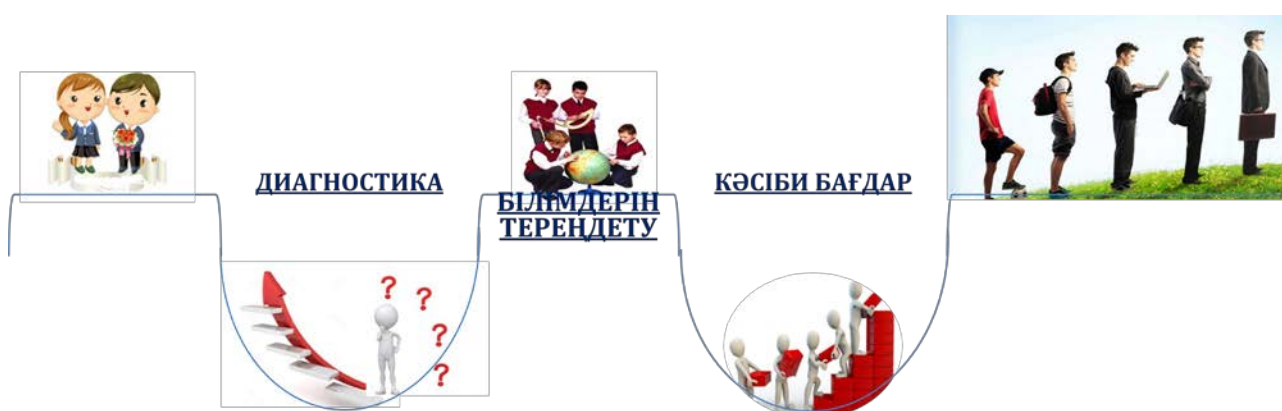 ДИАГНОСТИКА
БІЛІМДЕРІН
ТЕРЕҢДЕТУ
КӘСІБИ БАҒДАР
? ? ? ?